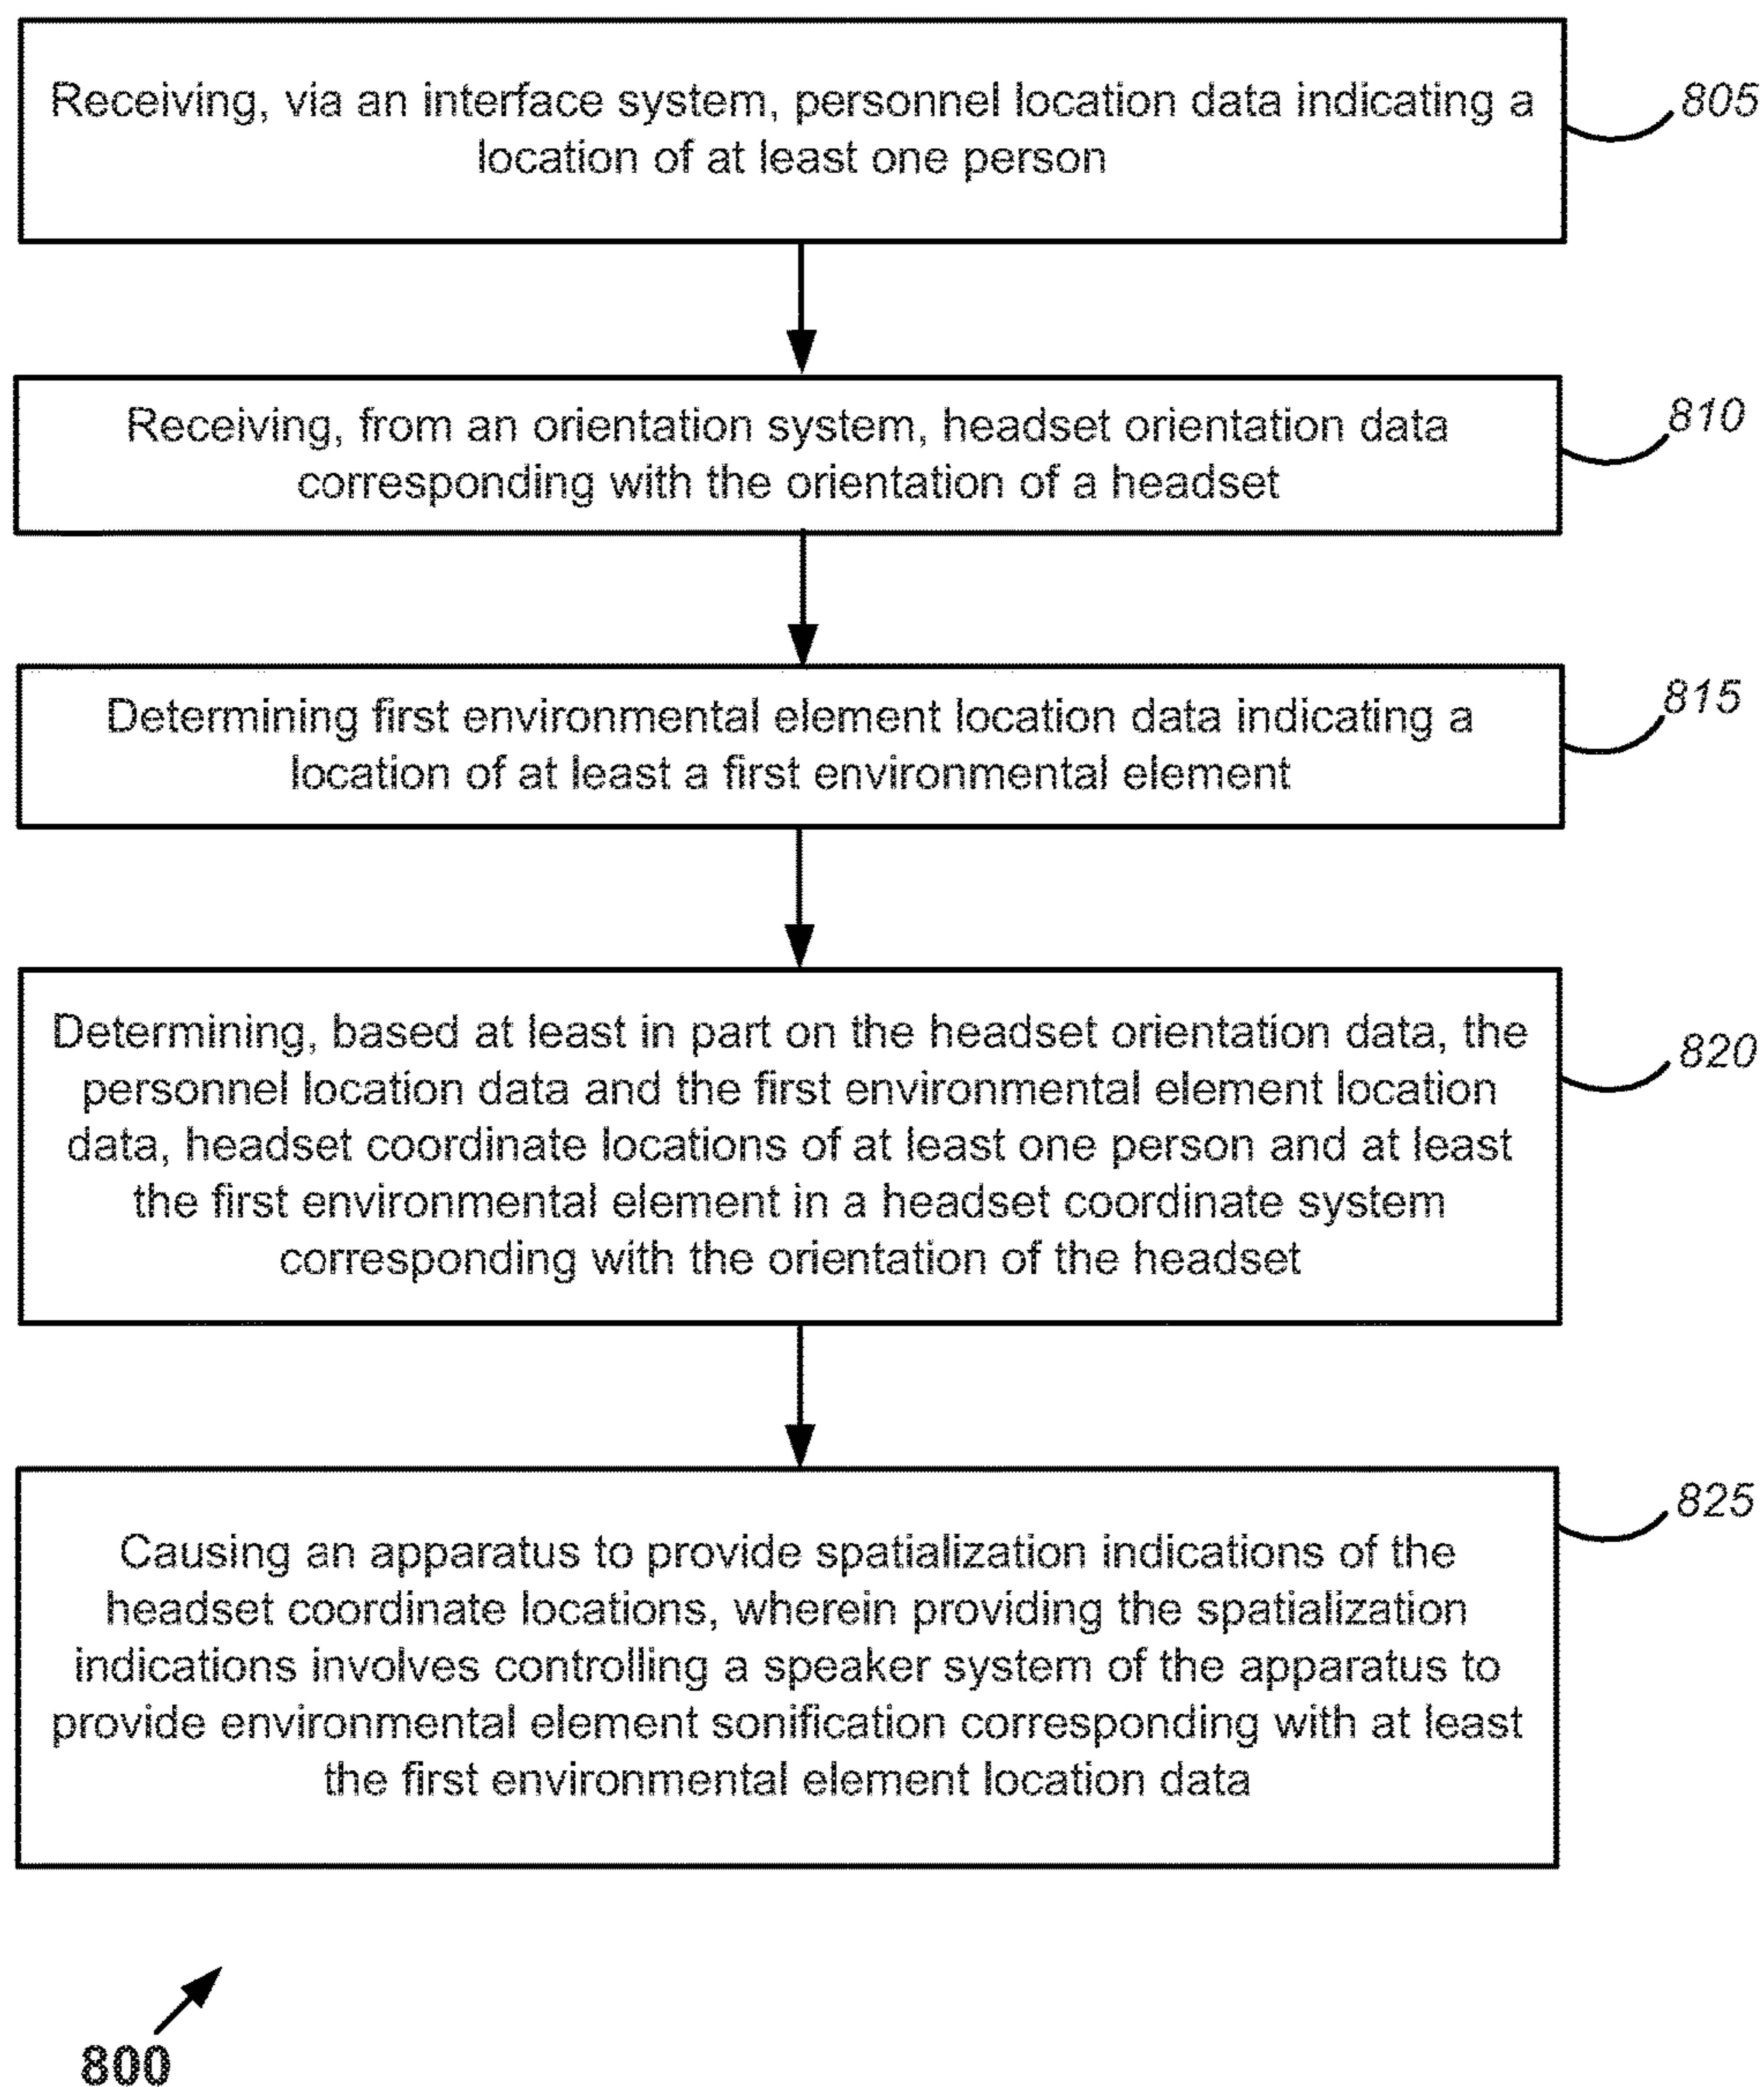 Receiving, via an interface system, personnel location data indicating a
location of at least one person
805
Receiving, from an orientation system, headset orientation data
corresponding with the orientation of a headset
810
Determining first environmental element location data indicating a
location of at least a first environmental element
815
Determining, based at least in part on the headset orientation data, the
personnel location data and the first environmental element location
data, headset coordinate locations of at least one person and at least
the first environmental element in a headset coordinate system
corresponding with the orientation of the headset
820
Causing an apparatus to provide spatialization indications of the
headset coordinate locations, wherein providing the spatialization
indications involves controlling a speaker system of the apparatus to
provide environmental element sonification corresponding with at least
the first environmental element location data
825
800